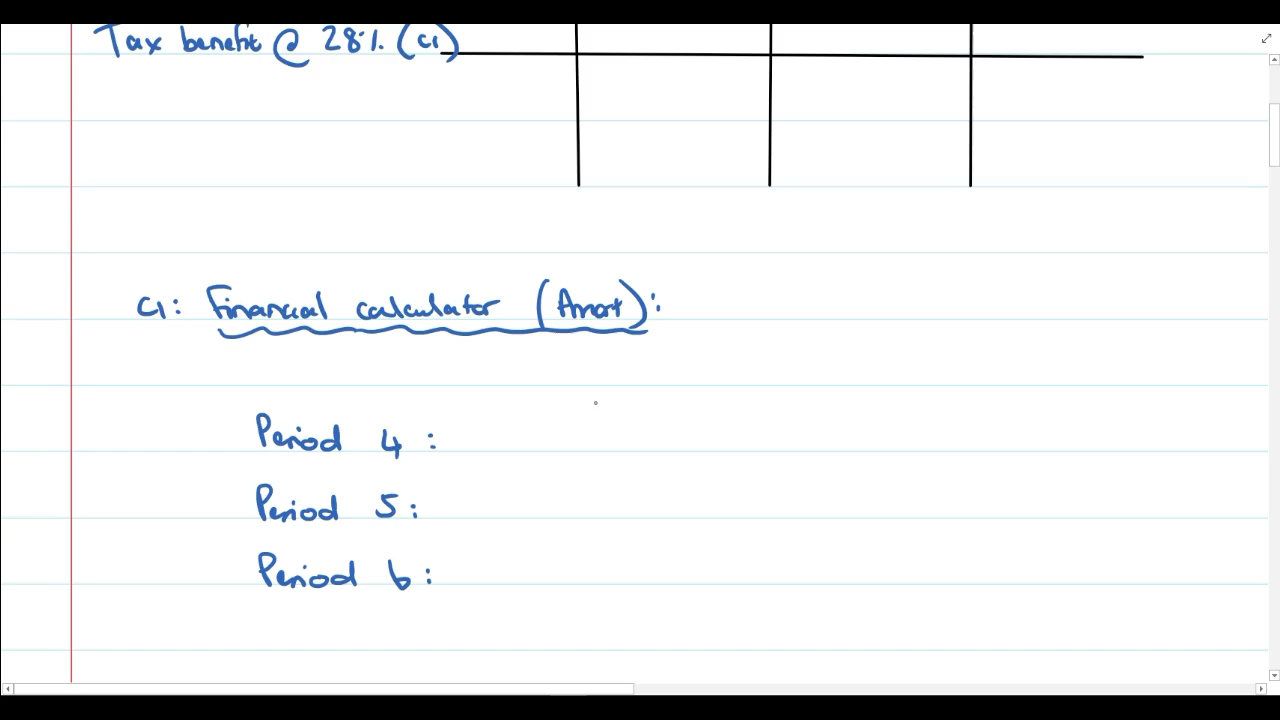 Tax benefit @ 28% (C1)
C1: Financial calculator (Amort):
Period 4:
Period 5:
Period 6: